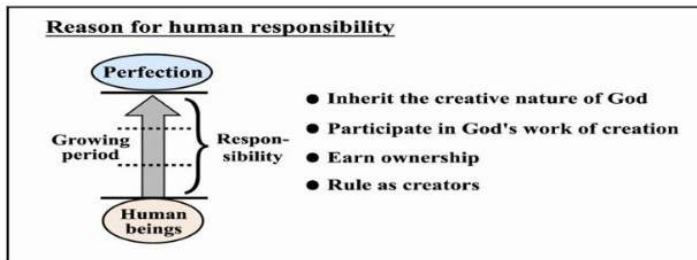 Reason for human responsibility
Perfection
Growing
period
Respon-
sibility
Human
beings
● Inherit the creative nature of God
● Participate in God's work of creation
● Earn ownership
● Rule as creators